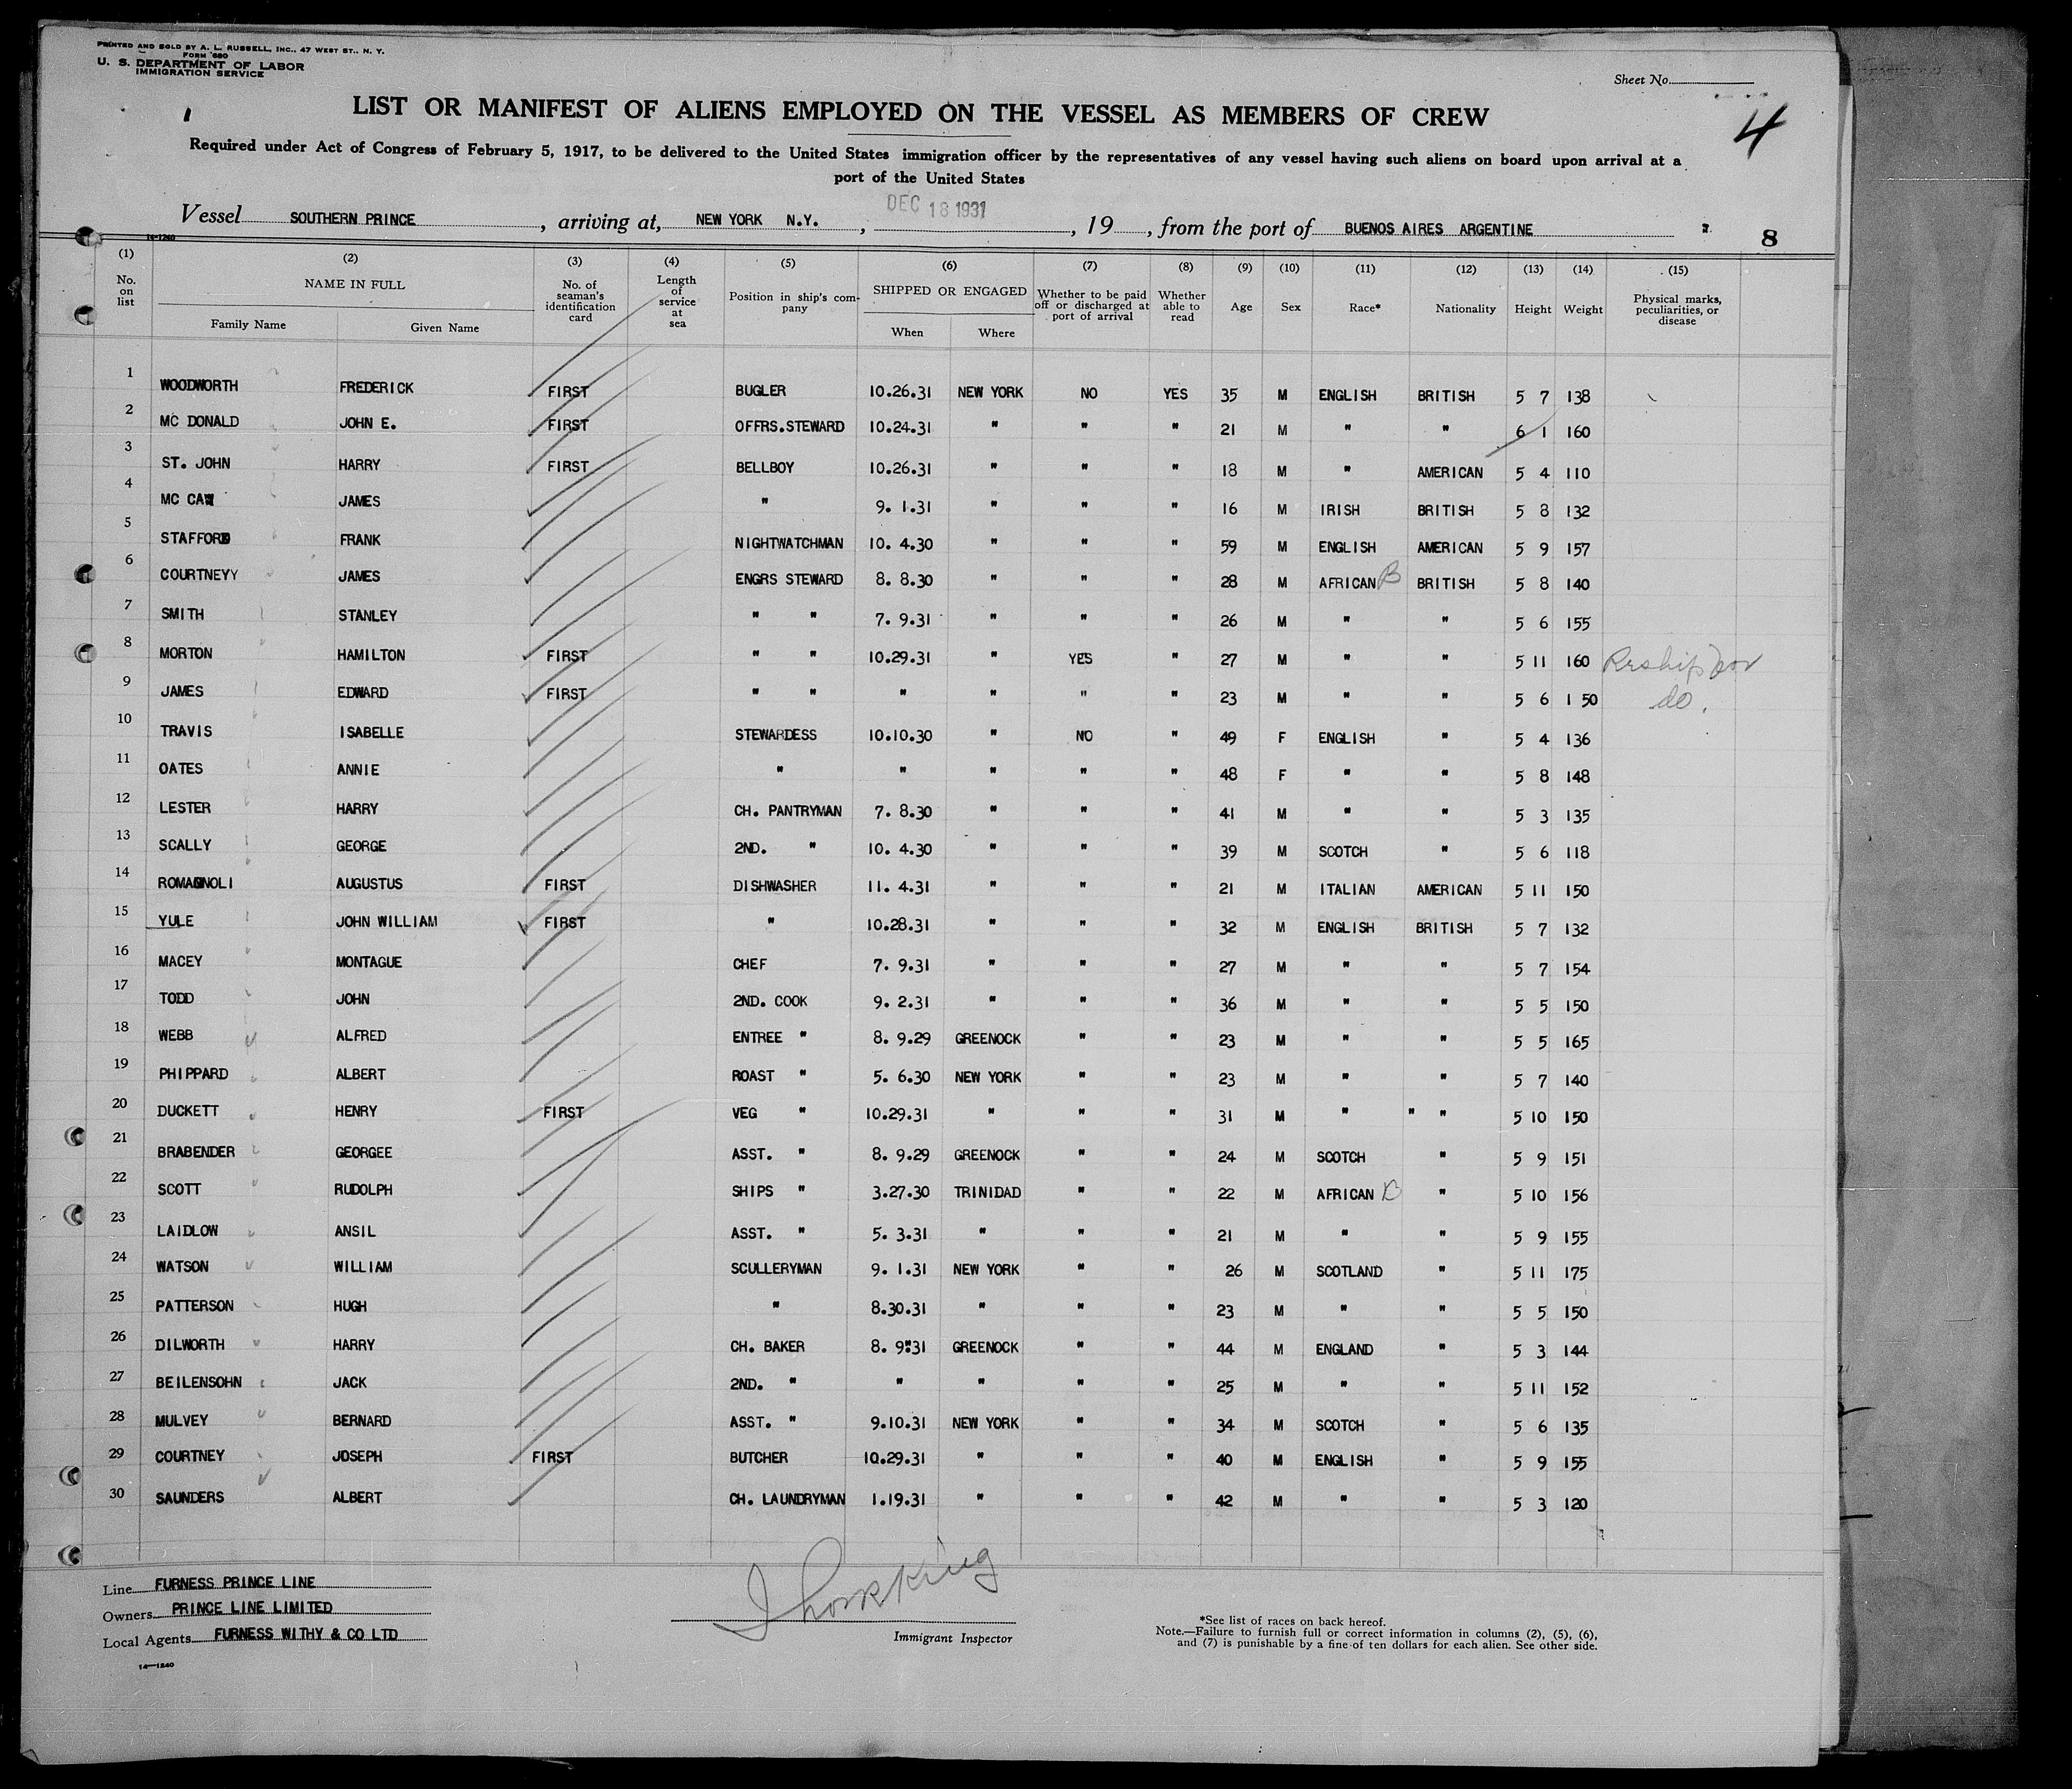 PRINTED AND SOLD BY A. L. RUSSELL, INC., 47 WEST ST., N. Y.
FORM 680
U. S. DEPARTMENT OF LABOR
IMMIGRATION SERVICE
Sheet No.
LIST OR MANIFEST OF ALIENS EMPLOYED ON THE VESSEL AS MEMBERS OF CREW
4
Required under Act of Congress of February 5, 1917, to be delivered to the United States immigration officer by the representatives of any vessel having such aliens on board upon arrival at a
port of the United States
DEC 18 1931
Vessel SOUTHERN PRINCE, arriving at, NEW YORK N.Y., , 19 , from the port of BUENOS AIRES ARGENTINE
8
14-1240
(1) (2) (3) (4) (5) (6) (7) (8) (9) (10) (11) (12) (13) (14) (15)
No. on list NAME IN FULL Family Name Given Name No. of seaman's identification card Length of service at sea Position in ship's company SHIPPED OR ENGAGED When Where Whether to be paid off or discharged at port of arrival Whether able to read Age Sex Race* Nationality Height Weight Physical marks, peculiarities, or disease
1 WOODWORTH FREDERICK FIRST BUGLER 10.26.31 NEW YORK NO YES 35 M ENGLISH BRITISH 5 7 138
2 MC DONALD JOHN E. FIRST OFFRS.STEWARD 10.24.31 " " " 21 M " " 6 1 160
3 ST. JOHN HARRY FIRST BELLBOY 10.26.31 " " " 18 M " AMERICAN 5 4 110
4 MC CAW JAMES " 9. 1.31 " " " 16 M IRISH BRITISH 5 8 132
5 STAFFORD FRANK NIGHTWATCHMAN 10. 4.30 " " " 59 M ENGLISH AMERICAN 5 9 157
6 COURTNEYY JAMES ENGRS STEWARD 8. 8.30 " " " 28 M AFRICAN B BRITISH 5 8 140
7 SMITH STANLEY " " 7. 9.31 " " " 26 M " " 5 6 155
8 MORTON HAMILTON FIRST " " 10.29.31 " YES " 27 M " " 5 11 160
9 JAMES EDWARD FIRST " " " " " " 23 M " " 5 6 1 50 do.
10 TRAVIS ISABELLE STEWARDESS 10.10.30 " NO " 49 F ENGLISH " 5 4 136
11 OATES ANNIE " " " " " 48 F " " 5 8 148
12 LESTER HARRY CH. PANTRYMAN 7. 8.30 " " " 41 M " " 5 3 135
13 SCALLY GEORGE 2ND. " 10. 4.30 " " " 39 M SCOTCH " 5 6 118
14 ROMAGNOLI AUGUSTUS FIRST DISHWASHER 11. 4.31 " " " 21 M ITALIAN AMERICAN 5 11 150
15 YULE JOHN WILLIAM FIRST " 10.28.31 " " " 32 M ENGLISH BRITISH 5 7 132
16 MACEY MONTAGUE CHEF 7. 9.31 " " " 27 M " " 5 7 154
17 TODD JOHN 2ND. COOK 9. 2.31 " " " 36 M " " 5 5 150
18 WEBB ALFRED ENTREE " 8. 9.29 GREENOCK " " 23 M " " 5 5 165
19 PHIPPARD ALBERT ROAST " 5. 6.30 NEW YORK " " 23 M " " 5 7 140
20 DUCKETT HENRY FIRST VEG " 10.29.31 " " " 31 M " " " 5 10 150
21 BRABENDER GEORGEE ASST. " 8. 9.29 GREENOCK " " 24 M SCOTCH " 5 9 151
22 SCOTT RUDOLPH SHIPS " 3.27.30 TRINIDAD " " 22 M AFRICAN B " 5 10 156
23 LAIDLOW ANSIL ASST. " 5. 3.31 " " " 21 M " " 5 9 155
24 WATSON WILLIAM SCULLERYMAN 9. 1.31 NEW YORK " " 26 M SCOTLAND " 5 11 175
25 PATTERSON HUGH " 8.30.31 " " " 23 M " " 5 5 150
26 DILWORTH HARRY CH. BAKER 8. 9"31 GREENOCK " " 44 M ENGLAND " 5 3 144
27 BEILENSOHN JACK 2ND. " " " " " 25 M " " 5 11 152
28 MULVEY BERNARD ASST. " 9.10.31 NEW YORK " " 34 M SCOTCH " 5 6 135
29 COURTNEY JOSEPH FIRST BUTCHER 10.29.31 " " " 40 M ENGLISH " 5 9 155
30 SAUNDERS ALBERT CH. LAUNDRYMAN 1.19.31 " " " 42 M " " 5 3 120
Line FURNESS PRINCE LINE
Owners PRINCE LINE LIMITED
Local Agents FURNESS WITHY & CO LTD
14-1240
Immigrant Inspector
*See list of races on back hereof.
Note.—Failure to furnish full or correct information in columns (2), (5), (6),
and (7) is punishable by a fine of ten dollars for each alien. See other side.